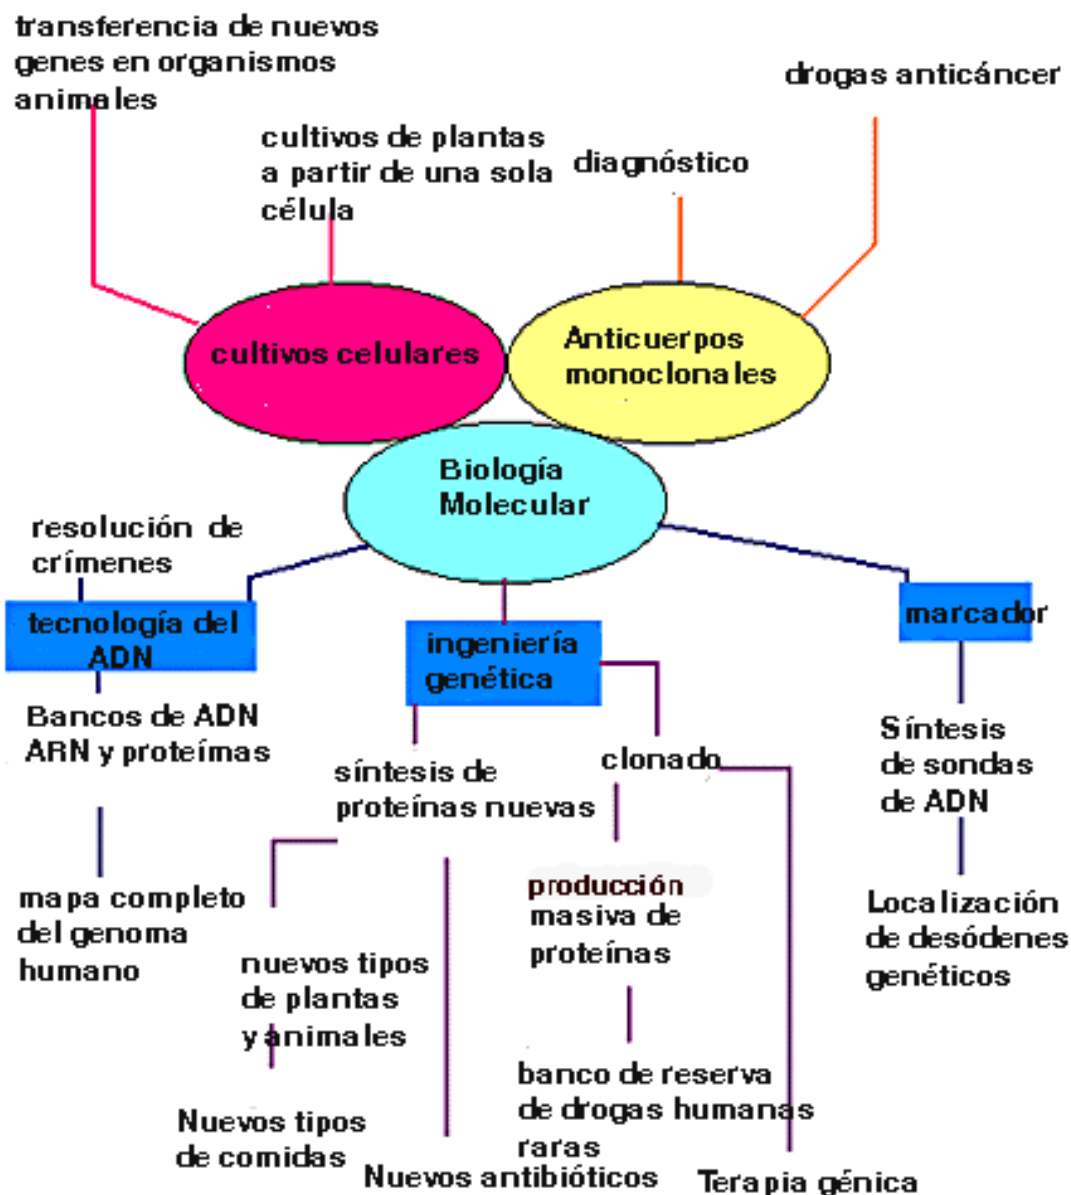 transferencia de nuevos
genes en organismos
animales
drogas anticáncer
cultivos de plantas
a partir de una sola
célula
diagnóstico
cultivos celulares
Anticuerpos
monoclonales
Biología
Molecular
resolución de
crímenes
tecnología del
ADN
ingeniería
genética
marcador
Bancos de ADN
ARN y proteímas
síntesis de
proteínas nuevas
clonado
Síntesis
de sondas
de ADN
mapa completo
del genoma
humano
producción
masiva de
proteínas
Localización
de desódenes
genéticos
nuevos tipos
de plantas
y animales
banco de reserva
de drogas humanas
raras
Nuevos tipos
de comidas
Nuevos antibióticos
Terapia génica